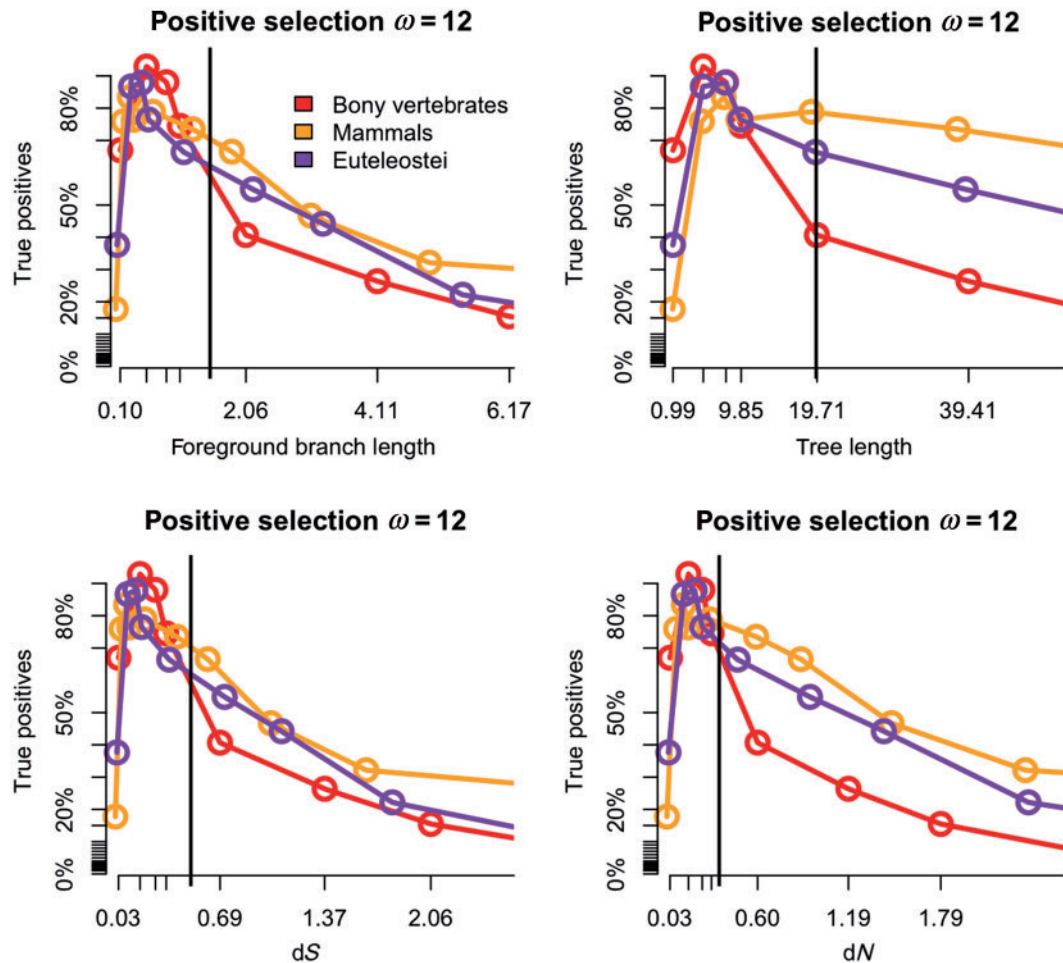 Positive selection ω = 12
True positives
80%
50%
20%
0%
Bony vertebrates
Mammals
Euteleostei
0.10 2.06 4.11 6.17
Foreground branch length
Positive selection ω = 12
True positives
80%
50%
20%
0%
0.99 9.85 19.71 39.41
Tree length
Positive selection ω = 12
True positives
80%
50%
20%
0%
0.03 0.69 1.37 2.06
dS
Positive selection ω = 12
True positives
80%
50%
20%
0%
0.03 0.60 1.19 1.79
dN